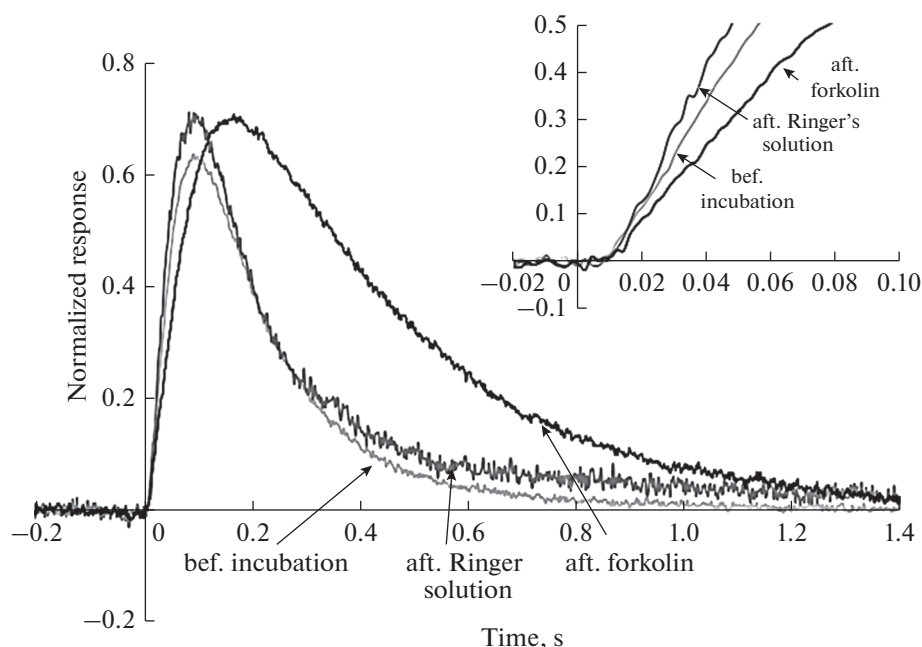 0.5
0.4
0.3
0.2
0.1
−0.02
0
0.02
0.04
0.06
0.08
0.10
−0.1
aft.
forkolin
aft. Ringer's
solution
bef.
incubation
0.8
0.6
0.4
0.2
−0.2
Normalized response
−0.2
0
0.2
0.4
0.6
0.8
1.0
1.2
1.4
bef. incubation
aft. Ringer
solution
aft. forkolin
Time, s